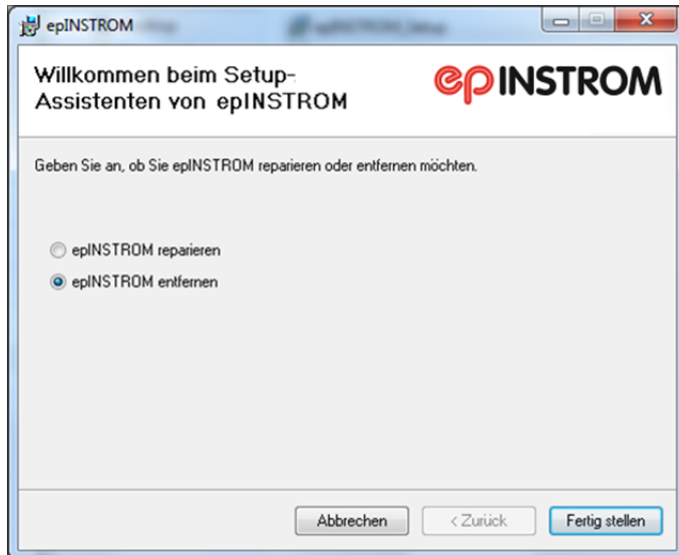 epINSTROM
Willkommen beim Setup-
Assistenten von epINSTROM
epINSTROM
Geben Sie an, ob Sie epINSTROM reparieren oder entfernen möchten.
epINSTROM reparieren
epINSTROM entfernen
Abbrechen
< Zurück
Fertig stellen